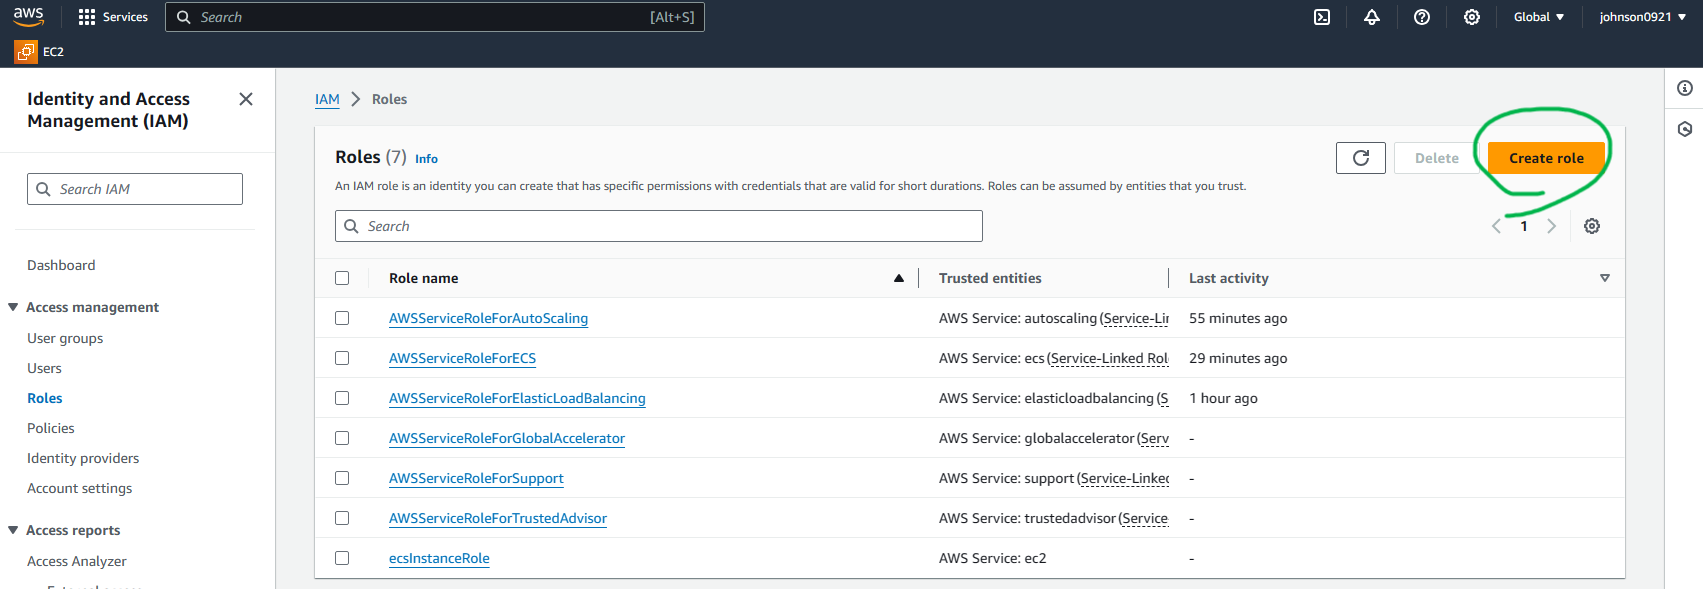 aws Services Search [Alt+S] Global johnson0921
EC2
Identity and Access
Management (IAM)
Search IAM
Dashboard
Access management
User groups
Users
Roles
Policies
Identity providers
Account settings
Access reports
Access Analyzer
IAM > Roles
Roles (7) Info
Delete Create role
An IAM role is an identity you can create that has specific permissions with credentials that are valid for short durations. Roles can be assumed by entities that you trust.
Search
1
Role name Trusted entities Last activity
AWSServiceRoleForAutoScaling AWS Service: autoscaling (Service-Lin 55 minutes ago
AWSServiceRoleForECS AWS Service: ecs (Service-Linked Rol 29 minutes ago
AWSServiceRoleForElasticLoadBalancing AWS Service: elasticloadbalancing (S 1 hour ago
AWSServiceRoleForGlobalAccelerator AWS Service: globalaccelerator (Serv -
AWSServiceRoleForSupport AWS Service: support (Service-Linked -
AWSServiceRoleForTrustedAdvisor AWS Service: trustedadvisor (Service- -
ecsInstanceRole AWS Service: ec2 -